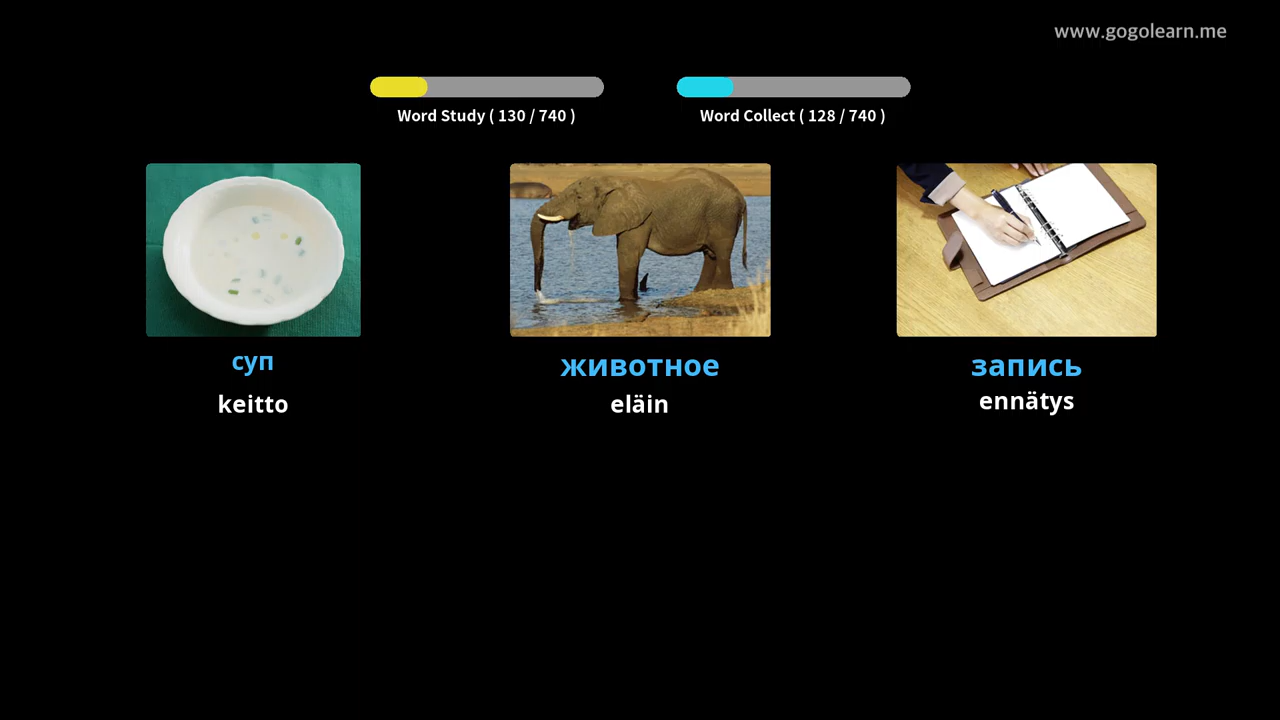 www.gogolearn.me
Word Study ( 130 / 740 )
Word Collect ( 128 / 740 )
суп
животное
запись
keitto
eläin
ennätys